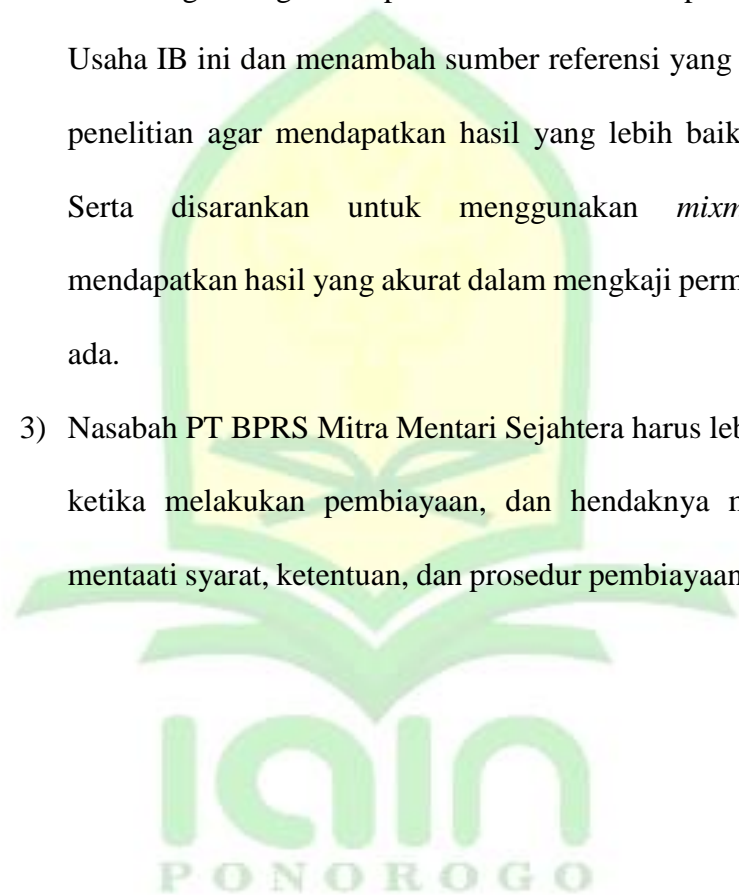 Usaha IB ini dan menambah sumber referensi yang
penelitian agar mendapatkan hasil yang lebih baik
Serta disarankan untuk menggunakan
mendapatkan hasil yang akurat dalam mengkaji
ada.
3) Nasabah PT BPRS Mitra Mentari Sejahtera harus
ketika melakukan pembiayaan, dan hendaknya
mentaati syarat, ketentuan, dan prosedur pembiayaan
IAIN
PONOROGO